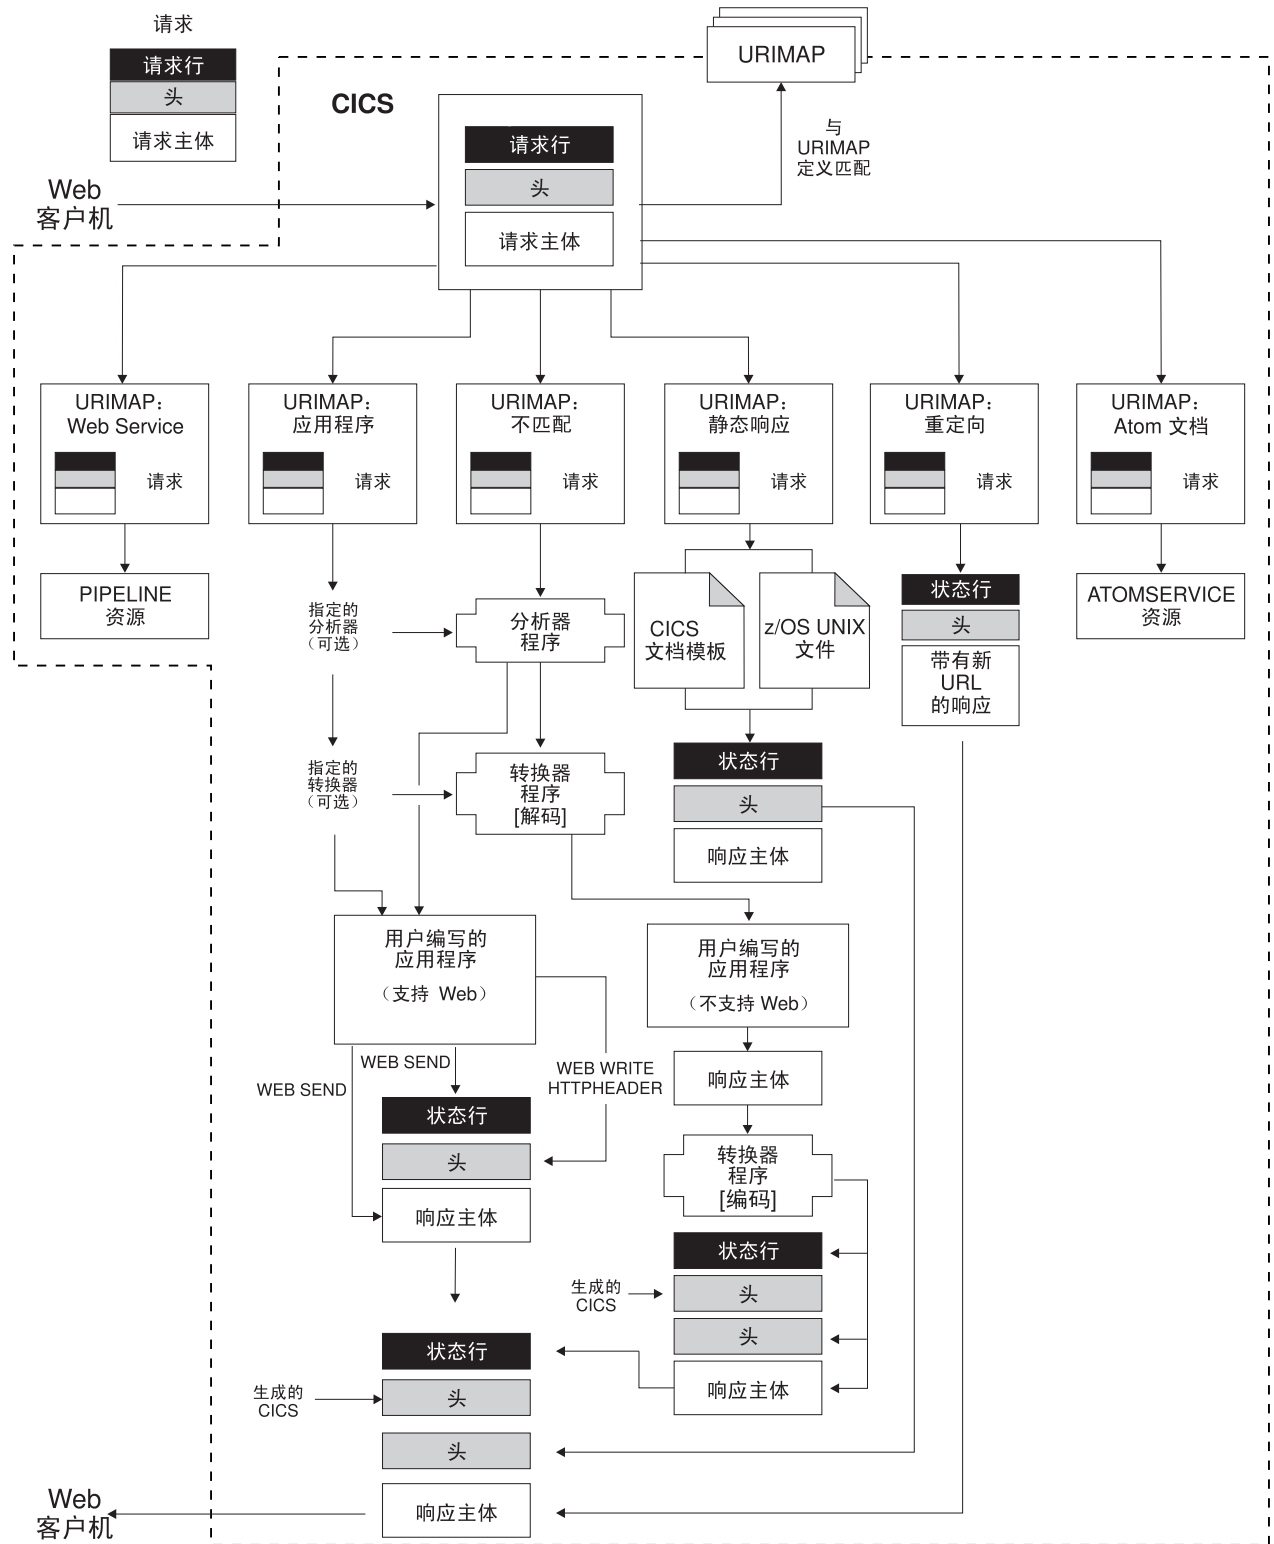 请求
请求行
头
请求主体
URIMAP
CICS
请求行
头
请求主体
与
URIMAP
定义匹配
Web
客户机
URIMAP：
Web Service
请求
URIMAP：
应用程序
请求
URIMAP：
不匹配
请求
URIMAP：
静态响应
请求
URIMAP：
重定向
请求
URIMAP：
Atom 文档
请求
PIPELINE
资源
指定的
分析器
（可选）
分析器
程序
CICS
文档模板
z/OS UNIX
文件
状态行
头
带有新
URL
的响应
ATOMSERVICE
资源
指定的
转换器
（可选）
转换器
程序
[解码]
状态行
头
响应主体
用户编写的
应用程序
（支持 Web）
用户编写的
应用程序
（不支持 Web）
WEB SEND
WEB SEND
WEB WRITE
HTTPHEADER
响应主体
状态行
头
响应主体
转换器
程序
[编码]
状态行
生成的
CICS
头
头
响应主体
状态行
生成的
CICS
头
头
响应主体
Web
客户机